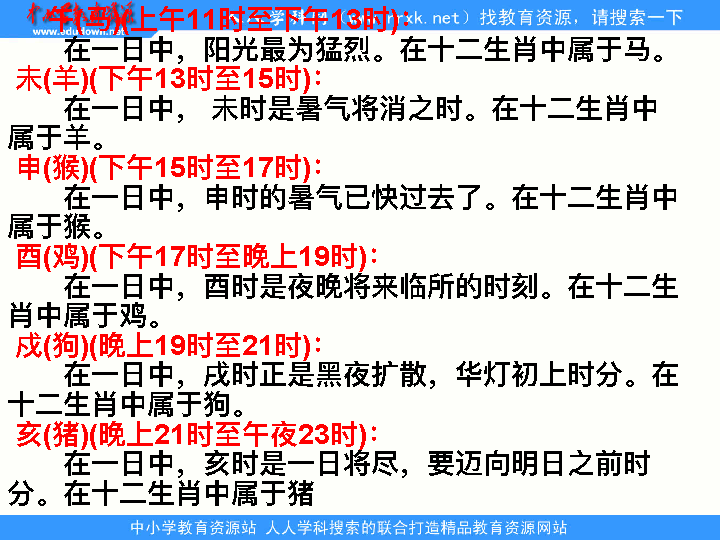 午(马)(上午11时至下午13时):
www.edudown.net
(www.rrxk.net)找教育资源，请搜索一下
在一日中，阳光最为猛烈。在十二生肖中属于马。
未(羊)(下午13时至15时):
在一日中， 未时是暑气将消之时。在十二生肖中
属于羊。
申(猴)(下午15时至17时):
在一日中，申时的暑气已快过去了。在十二生肖中
属于猴。
酉(鸡)(下午17时至晚上19时):
在一日中，酉时是夜晚将来临所的时刻。在十二生
肖中属于鸡。
戍(狗)(晚上19时至21时):
在一日中，戌时正是黑夜扩散，华灯初上时分。在
十二生肖中属于狗。
亥(猪)(晚上21时至午夜23时):
在一日中，亥时是一日将尽，要迈向明日之前时
分。在十二生肖中属于猪
中小学教育资源站 人人学科搜索的联合打造精品教育资源网站